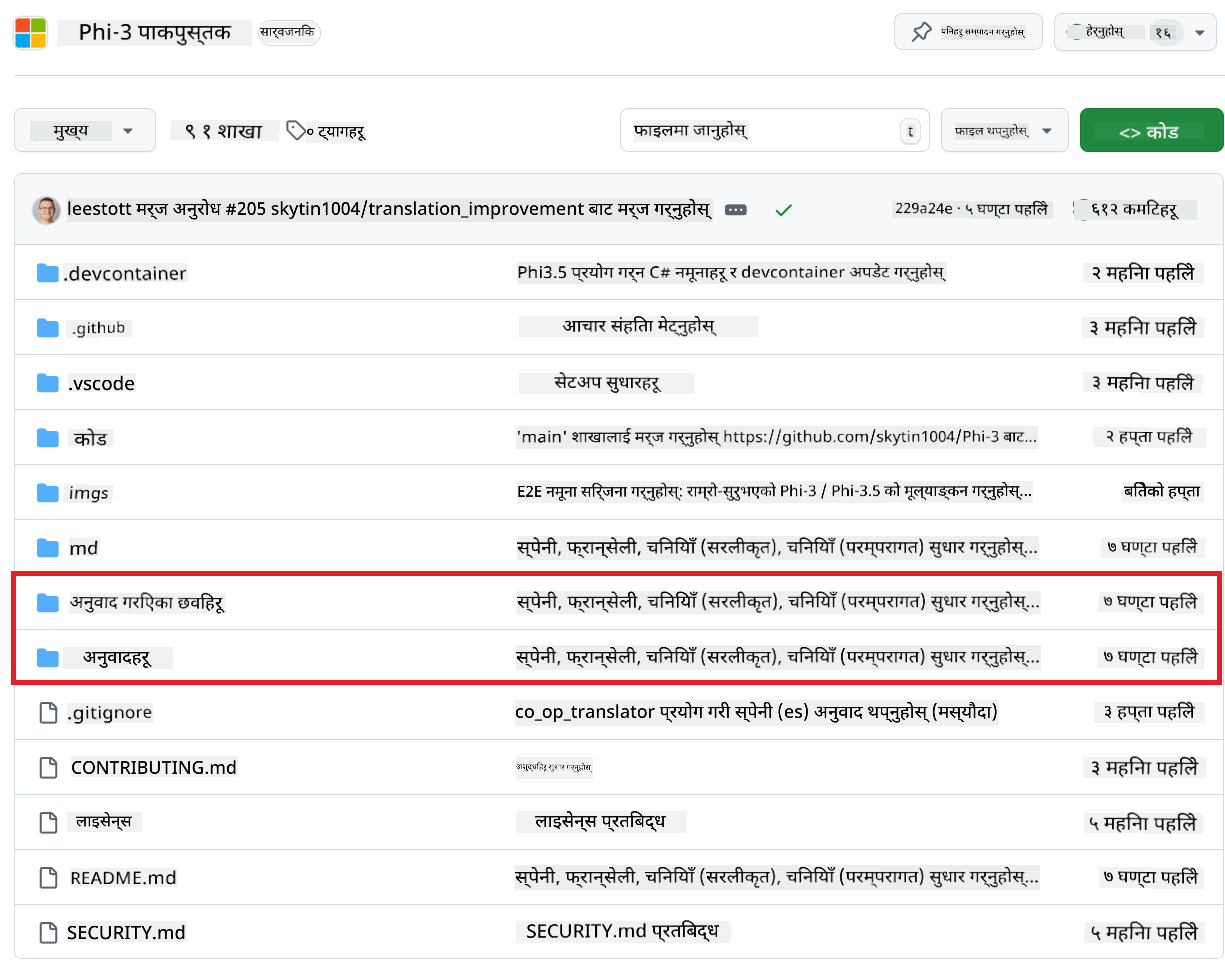 Phi-3 पाकपुस्तक सार्वजनिक पिनहरू सम्पादन गर्नुहोस् हेर्नुहोस् १६
मुख्य ९ १ शाखा ० ट्यागहरू फाइलमा जानुहोस् t फाइल थप्नुहोस् <> कोड
leestott मर्ज अनुरोध #205 skytin1004/translation_improvement बाट मर्ज गर्नुहोस् 229a24e · ५ घण्टा पहिले ६१२ कमिटहरू
.devcontainer Phi3.5 प्रयोग गर्न C# नमूनाहरू र devcontainer अपडेट गर्नुहोस् २ महिना पहिले
.github आचार संहिता मेट्नुहोस् ३ महिना पहिले
.vscode सेटअप सुधारहरू ३ महिना पहिले
कोड 'main' शाखालाई मर्ज गर्नुहोस् https://github.com/skytin1004/Phi-3 बाट... २ हप्ता पहिले
imgs E2E नमूना सिर्जना गर्नुहोस्: राम्रो-सुरुभएको Phi-3 / Phi-3.5 को मूल्याङ्कन गर्नुहोस्... बितेको हप्ता
md स्पेनी, फ्रान्सेली, चिनियाँ (सरलीकृत), चिनियाँ (परम्परागत) सुधार गर्नुहोस्... ७ घण्टा पहिले
अनुवाद गरिएका छविहरू स्पेनी, फ्रान्सेली, चिनियाँ (सरलीकृत), चिनियाँ (परम्परागत) सुधार गर्नुहोस्... ७ घण्टा पहिले
अनुवादहरू स्पेनी, फ्रान्सेली, चिनियाँ (सरलीकृत), चिनियाँ (परम्परागत) सुधार गर्नुहोस्... ७ घण्टा पहिले
.gitignore co_op_translator प्रयोग गरी स्पेनी (es) अनुवाद थप्नुहोस् (मस्यौदा) ३ हप्ता पहिले
CONTRIBUTING.md अशुद्धिहरू सुधार गर्नुहोस् ३ महिना पहिले
लाइसेन्स लाइसेन्स प्रतिबद्ध ५ महिना पहिले
README.md स्पेनी, फ्रान्सेली, चिनियाँ (सरलीकृत), चिनियाँ (परम्परागत) सुधार गर्नुहोस्... ७ घण्टा पहिले
SECURITY.md SECURITY.md प्रतिबद्ध ५ महिना पहिले